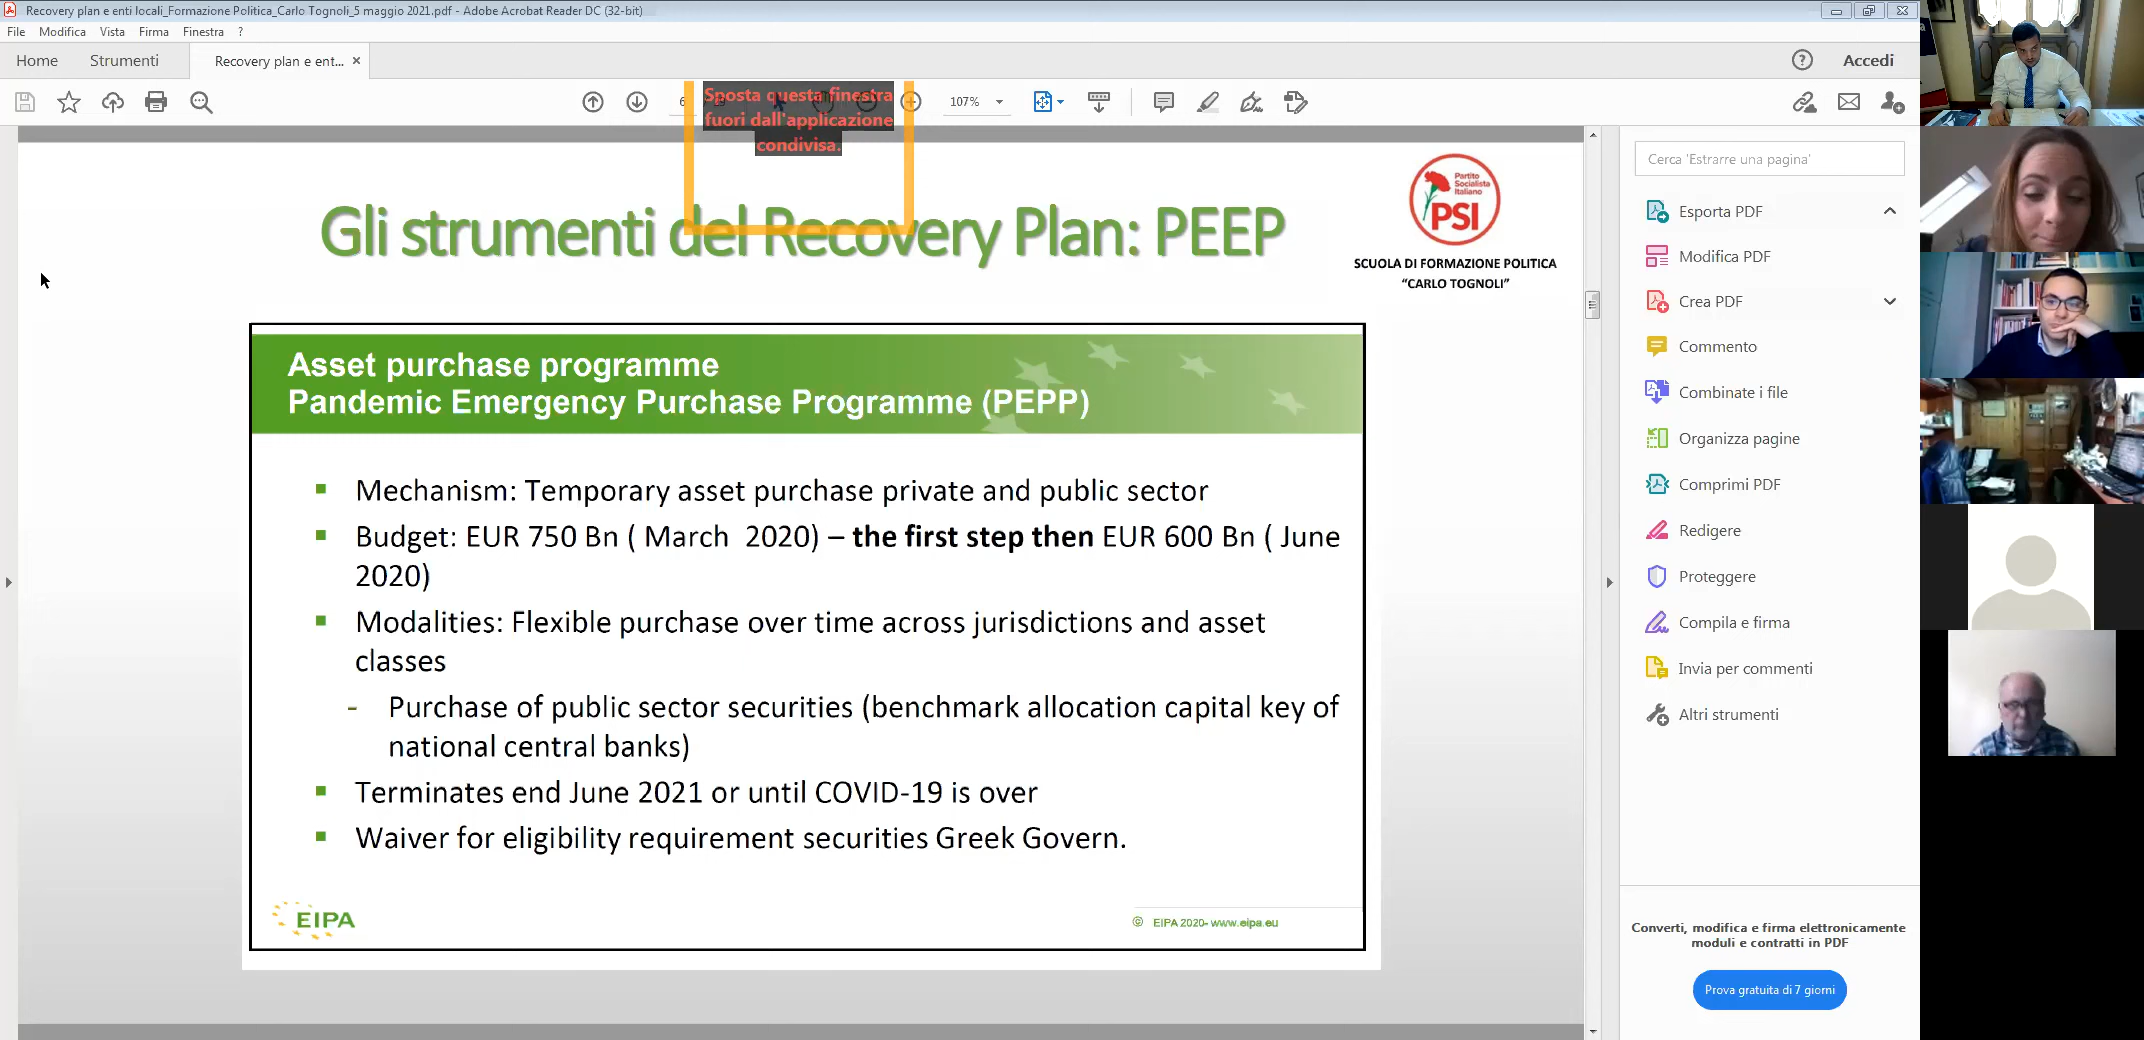 Recovery plan e enti locali_Formazione Politica_Carlo Tognoli_5 maggio 2021.pdf - Adobe Acrobat Reader DC (32-bit)
File Modifica Vista Firma Finestra ?
Home Strumenti Recovery plan e ent... × Accedi
107%
Sposta questa finestra
fuori dall'applicazione
condivisa.
Gli strumenti del Recovery Plan: PEEP
Partito
Socialista
Italiano
PSI
SCUOLA DI FORMAZIONE POLITICA
“CARLO TOGNOLI”
Asset purchase programme
Pandemic Emergency Purchase Programme (PEPP)
Mechanism: Temporary asset purchase private and public sector
Budget: EUR 750 Bn ( March 2020) – the first step then EUR 600 Bn ( June
2020)
Modalities: Flexible purchase over time across jurisdictions and asset
classes
- Purchase of public sector securities (benchmark allocation capital key of
national central banks)
Terminates end June 2021 or until COVID-19 is over
Waiver for eligibility requirement securities Greek Govern.
EIPA
© EIPA 2020- www.eipa.eu
Cerca 'Estrarre una pagina'
Esporta PDF
Modifica PDF
Crea PDF
Commento
Combinate i file
Organizza pagine
Comprimi PDF
Redigere
Proteggere
Compila e firma
Invia per commenti
Altri strumenti
Converti, modifica e firma elettronicamente
moduli e contratti in PDF
Prova gratuita di 7 giorni